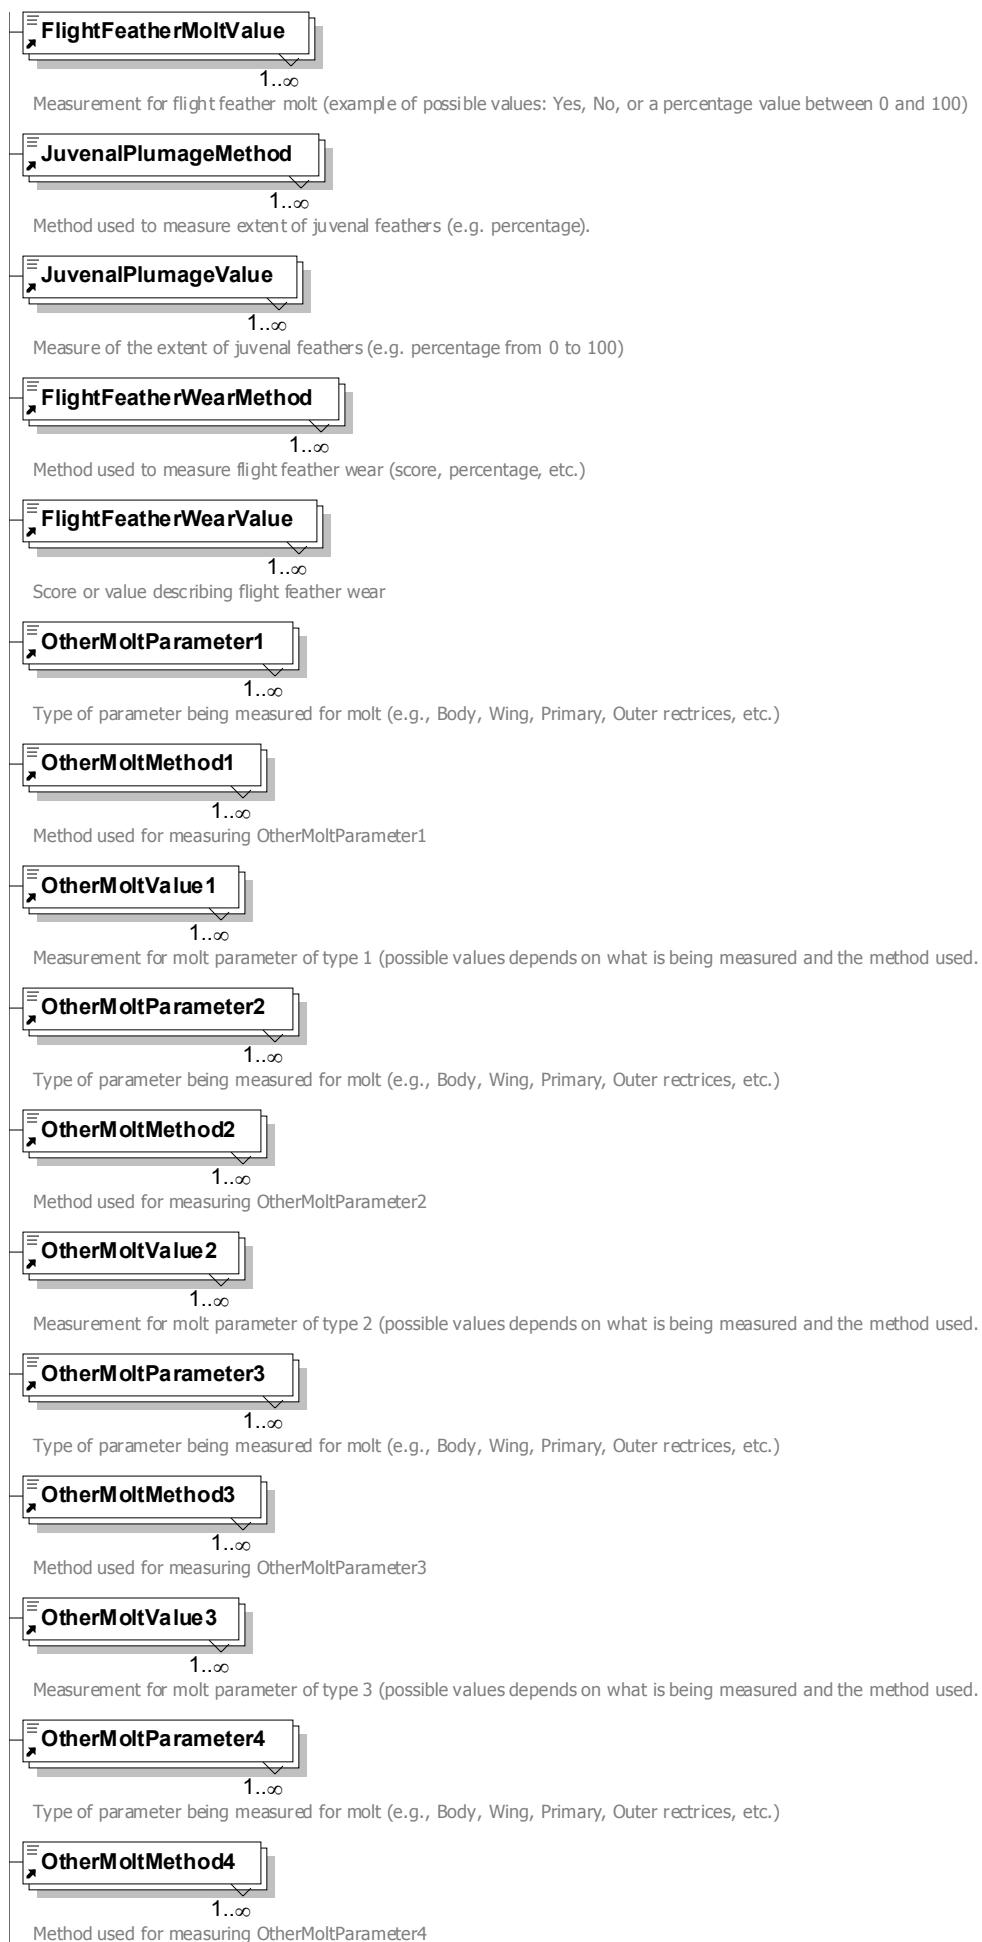 FlightFeatherMoltValue
1..∞
Measurement for flight feather molt (example of possible values: Yes, No, or a percentage value between 0 and 100)
JuvenalPlumageMethod
1..∞
Method used to measure extent of juvenal feathers (e.g. percentage).
JuvenalPlumageValue
1..∞
Measure of the extent of juvenal feathers (e.g. percentage from 0 to 100)
FlightFeatherWearMethod
1..∞
Method used to measure flight feather wear (score, percentage, etc.)
FlightFeatherWearValue
1..∞
Score or value describing flight feather wear
OtherMoltParameter1
1..∞
Type of parameter being measured for molt (e.g., Body, Wing, Primary, Outer rectrices, etc.)
OtherMoltMethod1
1..∞
Method used for measuring OtherMoltParameter1
OtherMoltValue1
1..∞
Measurement for molt parameter of type 1 (possible values depends on what is being measured and the method used.
OtherMoltParameter2
1..∞
Type of parameter being measured for molt (e.g., Body, Wing, Primary, Outer rectrices, etc.)
OtherMoltMethod2
1..∞
Method used for measuring OtherMoltParameter2
OtherMoltValue2
1..∞
Measurement for molt parameter of type 2 (possible values depends on what is being measured and the method used.
OtherMoltParameter3
1..∞
Type of parameter being measured for molt (e.g., Body, Wing, Primary, Outer rectrices, etc.)
OtherMoltMethod3
1..∞
Method used for measuring OtherMoltParameter3
OtherMoltValue3
1..∞
Measurement for molt parameter of type 3 (possible values depends on what is being measured and the method used.
OtherMoltParameter4
1..∞
Type of parameter being measured for molt (e.g., Body, Wing, Primary, Outer rectrices, etc.)
OtherMoltMethod4
1..∞
Method used for measuring OtherMoltParameter4